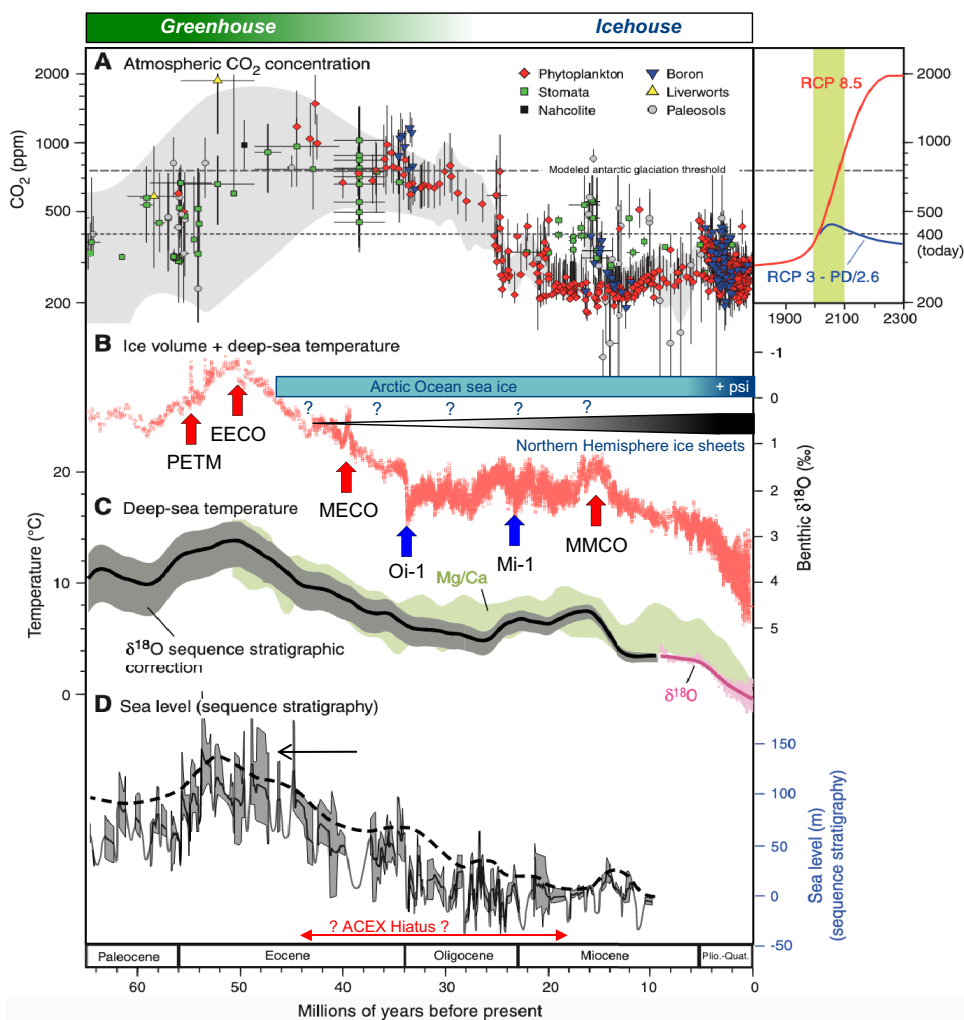 Greenhouse
Icehouse
A Atmospheric CO2 concentration
Phytoplankton
Stomata
Nahcolite
Boron
Liverworts
Paleosols
Modeled antarctic glaciation threshold
CO2 (ppm)
2000
1000
500
200
RCP 8.5
RCP 3 - PD/2.6
2000
1000
500
400
(today)
200
1900
2100
2300
B Ice volume + deep-sea temperature
Arctic Ocean sea ice
+ psi
? ? ? ? ?
Northern Hemisphere ice sheets
PETM
EECO
MECO
Oi-1
Mi-1
MMCO
-1
0
1
2
3
4
5
Benthic δ18O (‰)
C Deep-sea temperature
Temperature (°C)
20
10
0
Mg/Ca
δ18O sequence stratigraphic
correction
δ18O
D Sea level (sequence stratigraphy)
150
100
50
0
-50
Sea level (m)
(sequence stratigraphy)
? ACEX Hiatus ?
Paleocene
Eocene
Oligocene
Miocene
Plio.-Quat.
60
50
40
30
20
10
0
Millions of years before present